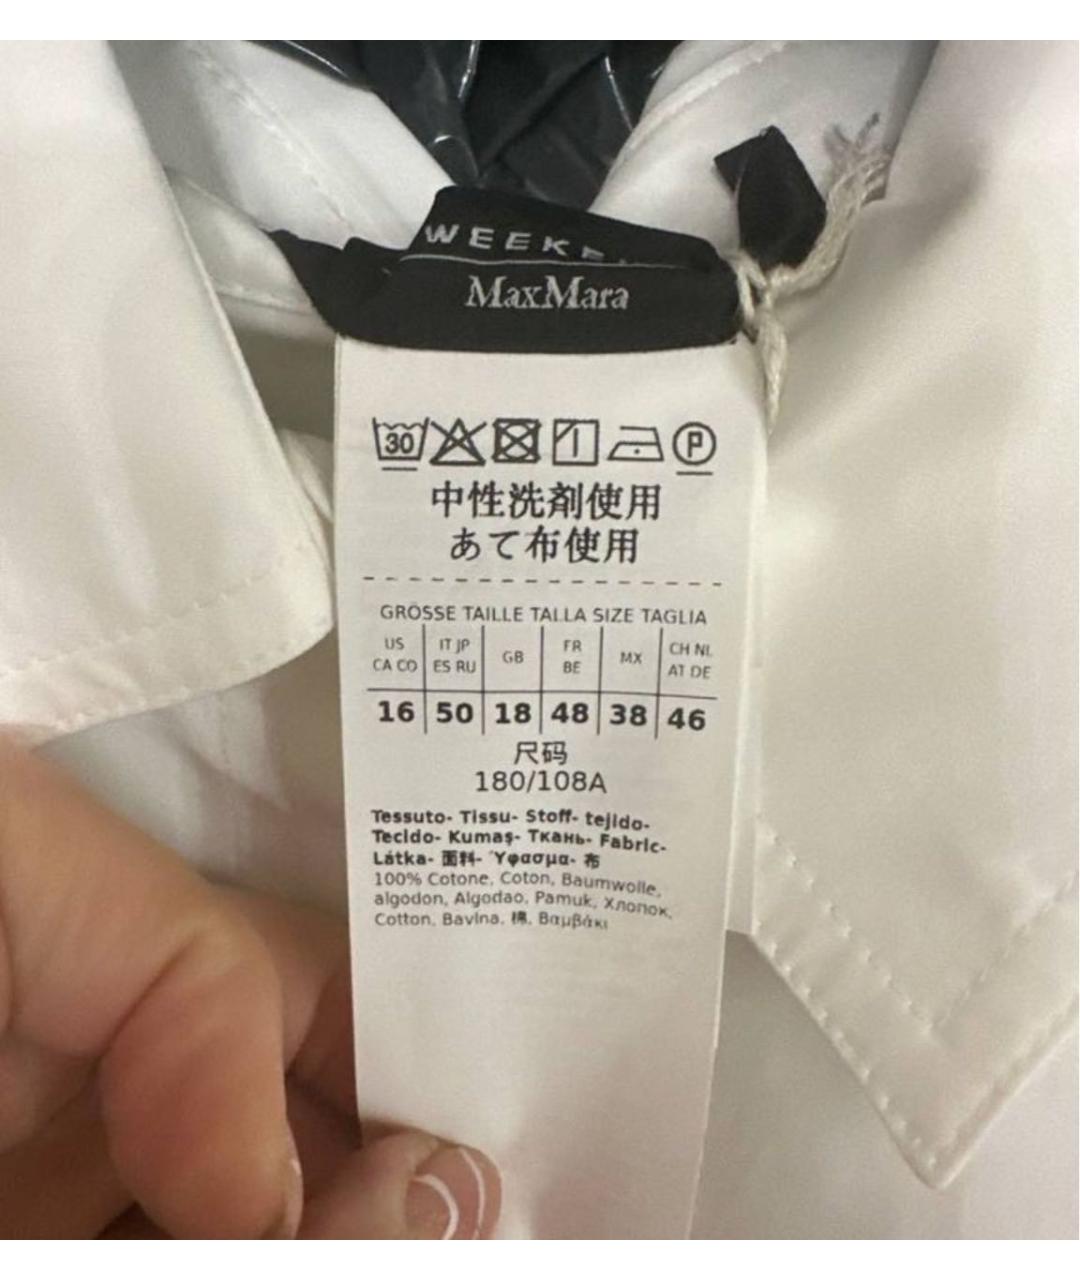 WEEKE
MaxMara
30 P
中性洗剤使用
あて布使用
GRÖSSE TAILLE TALLA SIZE TAGLIA
US CA CO IT JP ES RU GB FR BE MX CH NL AT DE
16 50 18 48 38 46
尺码
180/108A
Tessuto- Tissu- Stoff- tejido-
Tecido- Kumaş- Ткань- Fabric-
Látka- 面料- Ύφασμα- 布
100% Cotone, Coton, Baumwolle,
algodon, Algodao, Pamuk, Хлопок,
Cotton, Bavlna, 棉, Βαμβάκι